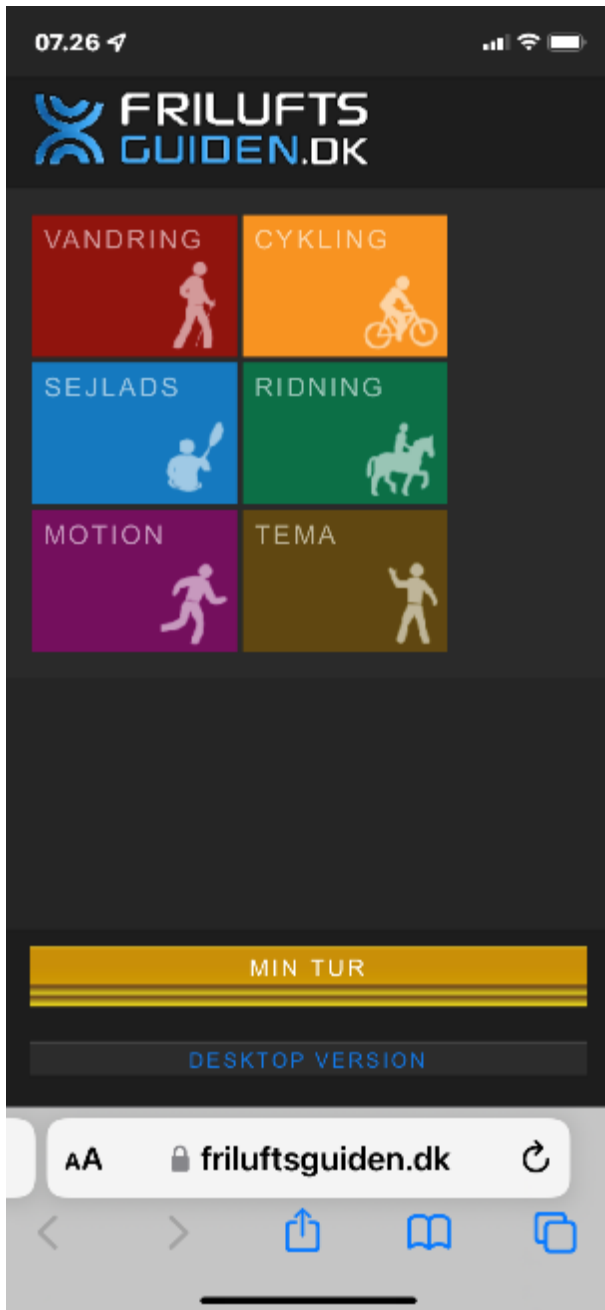 07.26
FRILUFTS
GUIDEN.DK
VANDRING
CYKLING
SEJLADS
RIDNING
MOTION
TEMA
MIN TUR
DESKTOP VERSION
AA friluftsguiden.dk